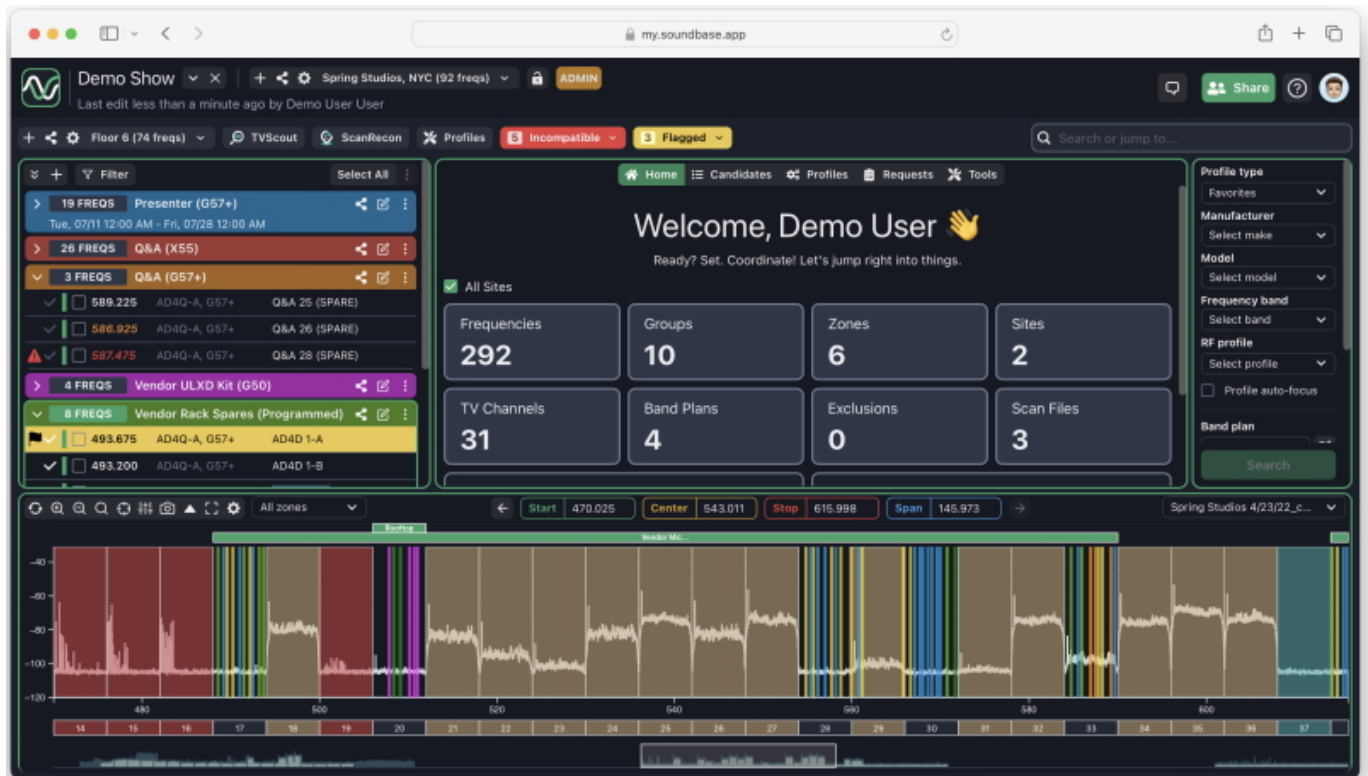 my.soundbase.app
Demo Show
Spring Studios, NYC (92 freqs)
ADMIN
Last edit less than a minute ago by Demo User User
Share
Floor 6 (74 freqs)
TVScout
ScanRecon
Profiles
5 Incompatible
3 Flagged
Search or jump to...
Filter
Select All
19 FREQS Presenter (G57+)
Tue, 07/11 12:00 AM - Fri, 07/28 12:00 AM
26 FREQS Q&A (X55)
3 FREQS Q&A (G57+)
589.225 AD4Q-A, G57+ Q&A 25 (SPARE)
586.925 AD4Q-A, G57+ Q&A 26 (SPARE)
587.475 AD4Q-A, G57+ Q&A 28 (SPARE)
4 FREQS Vendor ULXD Kit (G50)
8 FREQS Vendor Rack Spares (Programmed)
493.675 AD4Q-A, G57+ AD4D 1-A
493.200 AD4Q-A, G57+ AD4D 1-B
Home Candidates Profiles Requests Tools
Welcome, Demo User 👋
Ready? Set. Coordinate! Let's jump right into things.
All Sites
Frequencies
292
Groups
10
Zones
6
Sites
2
TV Channels
31
Band Plans
4
Exclusions
0
Scan Files
3
Profile type
Favorites
Manufacturer
Select make
Model
Select model
Frequency band
Select band
RF profile
Select profile
Profile auto-focus
Band plan
Search
All zones
Start 470.025
Center 543.011
Stop 615.998
Span 145.973
Spring Studios 4/23/22_c...
Rooftop
Vendor Mic...
-40
-60
-80
-100
-120
480 500 520 540 560 580 600
14 15 16 17 18 19 20 21 22 23 24 25 26 27 28 29 30 31 32 33 34 35 36 37